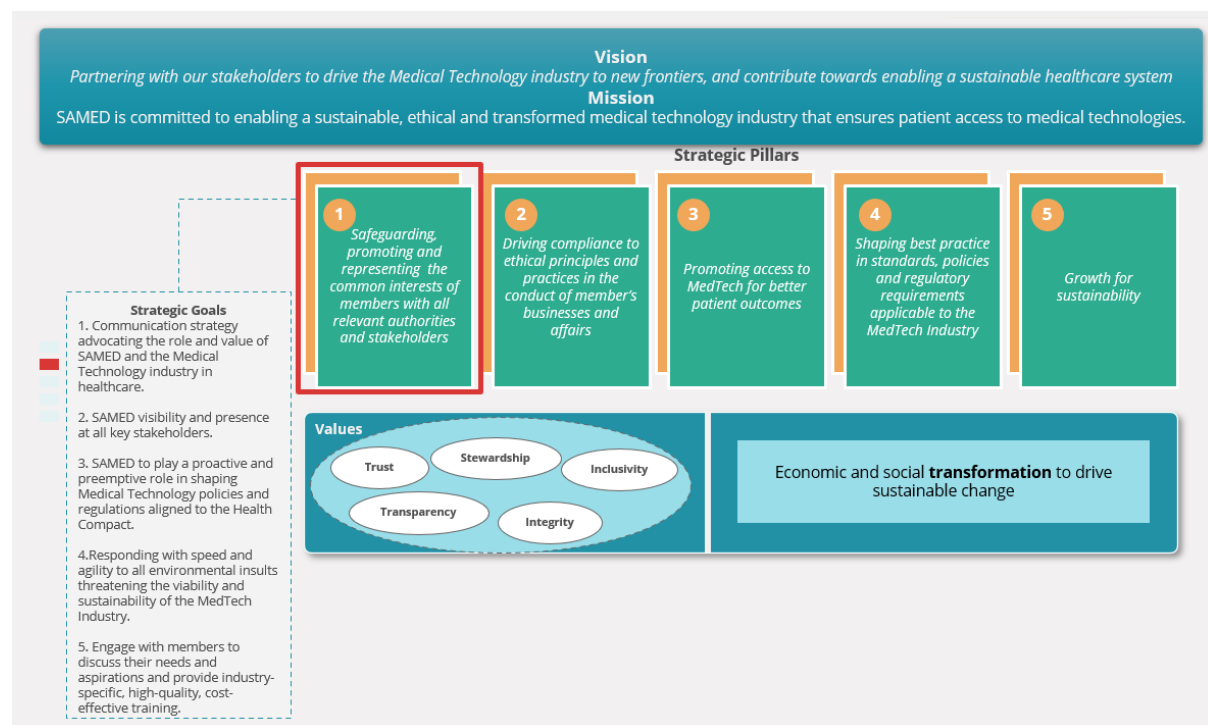 Vision
Partnering with our stakeholders to drive the Medical Technology industry to new frontiers, and contribute towards enabling a sustainable healthcare system
Mission
SAMED is committed to enabling a sustainable, ethical and transformed medical technology industry that ensures patient access to medical technologies.
Strategic Pillars
1
Safeguarding,
promoting and
representing the
common interests of
members with all
relevant authorities
and stakeholders
2
Driving compliance to
ethical principles and
practices in the
conduct of member's
businesses and
affairs
3
Promoting access to
MedTech for better
patient outcomes
4
Shaping best practice
in standards, policies
and regulatory
requirements
applicable to the
MedTech Industry
5
Growth for
sustainability
Strategic Goals
1. Communication strategy
advocating the role and value of
SAMED and the Medical
Technology industry in
healthcare.
2. SAMED visibility and presence
at all key stakeholders.
3. SAMED to play a proactive and
preemptive role in shaping
Medical Technology policies and
regulations aligned to the Health
Compact.
4.Responding with speed and
agility to all environmental insults
threatening the viability and
sustainability of the MedTech
Industry.
5. Engage with members to
discuss their needs and
aspirations and provide industry-
specific, high-quality, cost-
effective training.
Values
Trust
Stewardship
Inclusivity
Transparency
Integrity
Economic and social transformation to drive
sustainable change